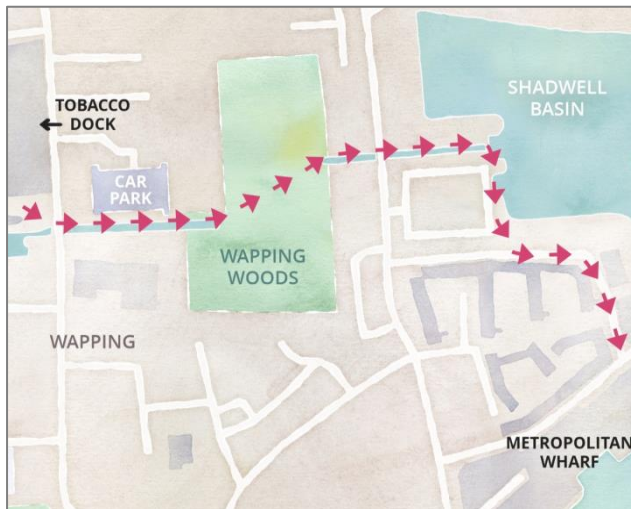 SHADWELL
BASIN
TOBACCO
DOCK
CAR
PARK
WAPPING
WOODS
WAPPING
METROPOLITAN
WHARF